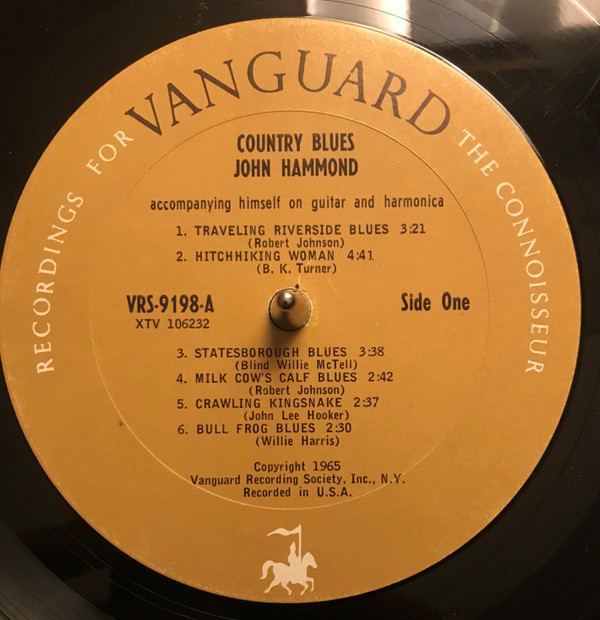 VANGUARD
RECORDINGS FOR THE CONNOISSEUR
COUNTRY BLUES
JOHN HAMMOND
accompanying himself on guitar and harmonica
1. TRAVELING RIVERSIDE BLUES 3:21
(Robert Johnson)
2. HITCHHIKING WOMAN 4:41
(B. K. Turner)
VRS-9198-A Side One
XTV 106232
3. STATESBOROUGH BLUES 3:38
(Blind Willie McTell)
4. MILK COW'S CALF BLUES 2:42
(Robert Johnson)
5. CRAWLING KINGSNAKE 2:37
(John Lee Hooker)
6. BULL FROG BLUES 2:30
(Willie Harris)
Copyright 1965
Vanguard Recording Society, Inc., N.Y.
Recorded in U.S.A.